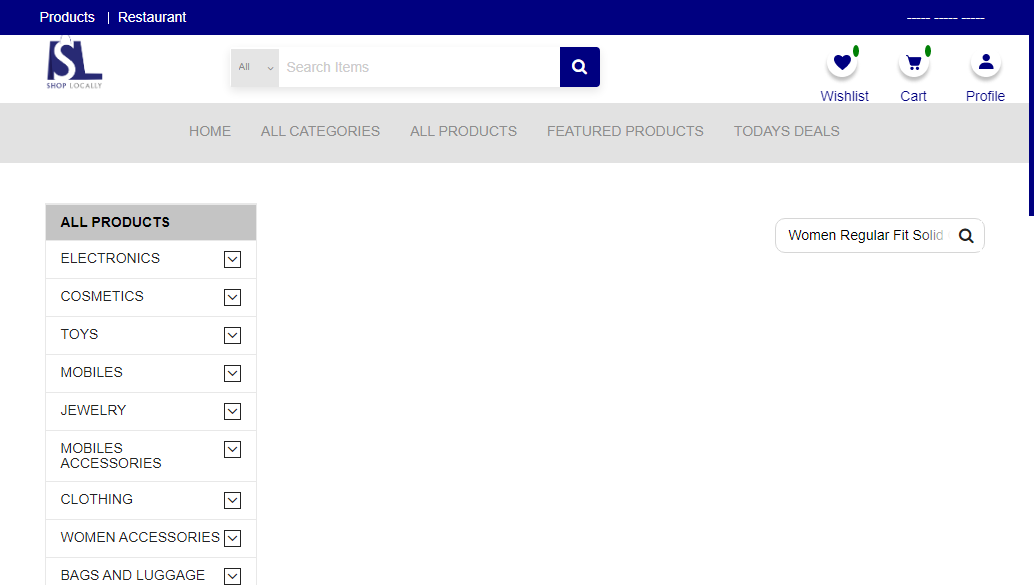 Products | Restaurant
----- ----- -----
SL
SHOP LOCALLY
All
Search Items
Wishlist
Cart
Profile
HOME
ALL CATEGORIES
ALL PRODUCTS
FEATURED PRODUCTS
TODAYS DEALS
ALL PRODUCTS
ELECTRONICS
COSMETICS
TOYS
MOBILES
JEWELRY
MOBILES
ACCESSORIES
CLOTHING
WOMEN ACCESSORIES
BAGS AND LUGGAGE
Women Regular Fit Solid